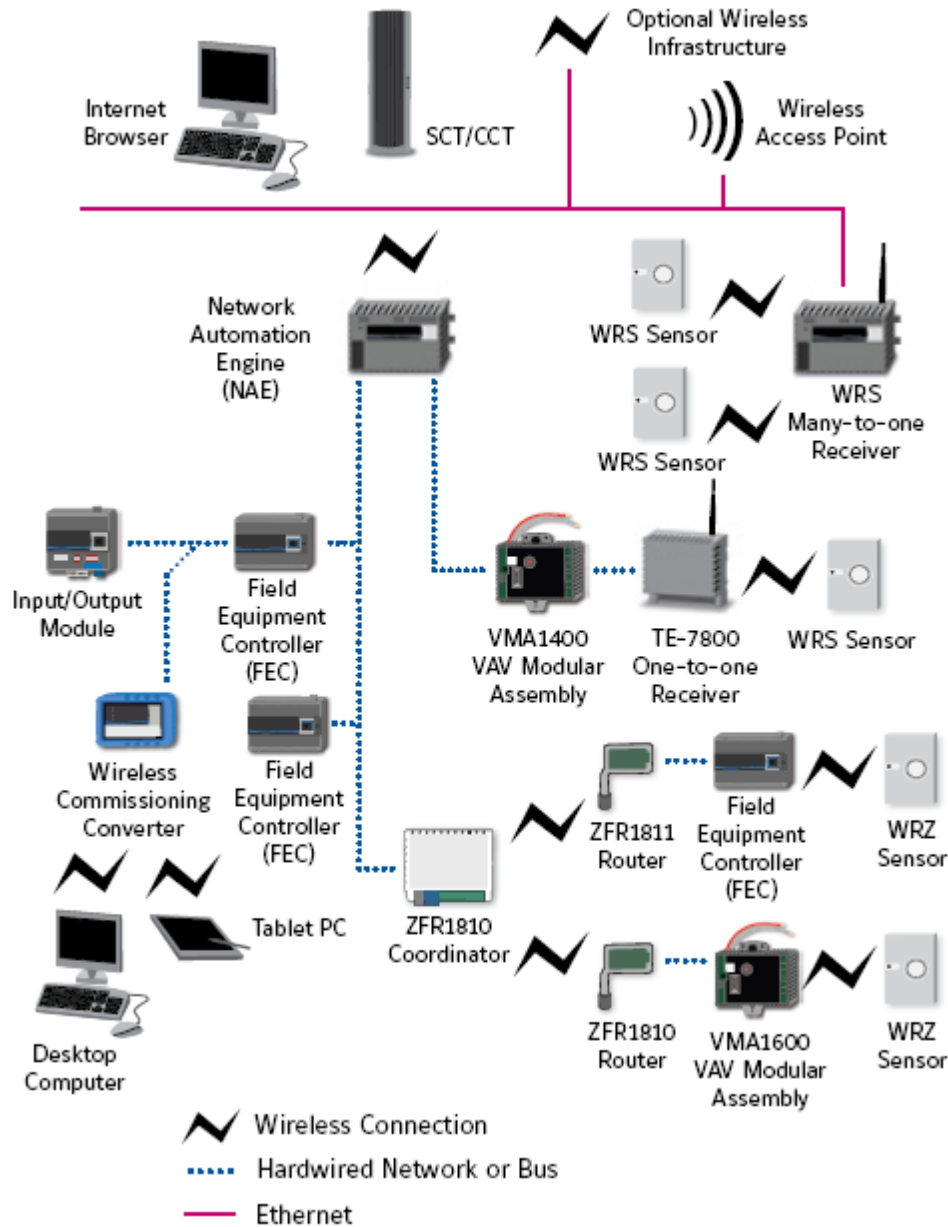 Optional Wireless
Infrastructure
Internet
Browser
SCT/CCT
Wireless
Access Point
Network
Automation
Engine
(NAE)
WRS Sensor
WRS
Many-to-one
Receiver
WRS Sensor
Input/Output
Module
Field
Equipment
Controller
(FEC)
VMA1400
VAV Modular
Assembly
TE-7800
One-to-one
Receiver
WRS Sensor
Wireless
Commissioning
Converter
Field
Equipment
Controller
(FEC)
ZFR1811
Router
Field
Equipment
Controller
(FEC)
WRZ
Sensor
Tablet PC
ZFR1810
Coordinator
Desktop
Computer
ZFR1810
Router
VMA1600
VAV Modular
Assembly
WRZ
Sensor
Wireless Connection
Hardwired Network or Bus
Ethernet